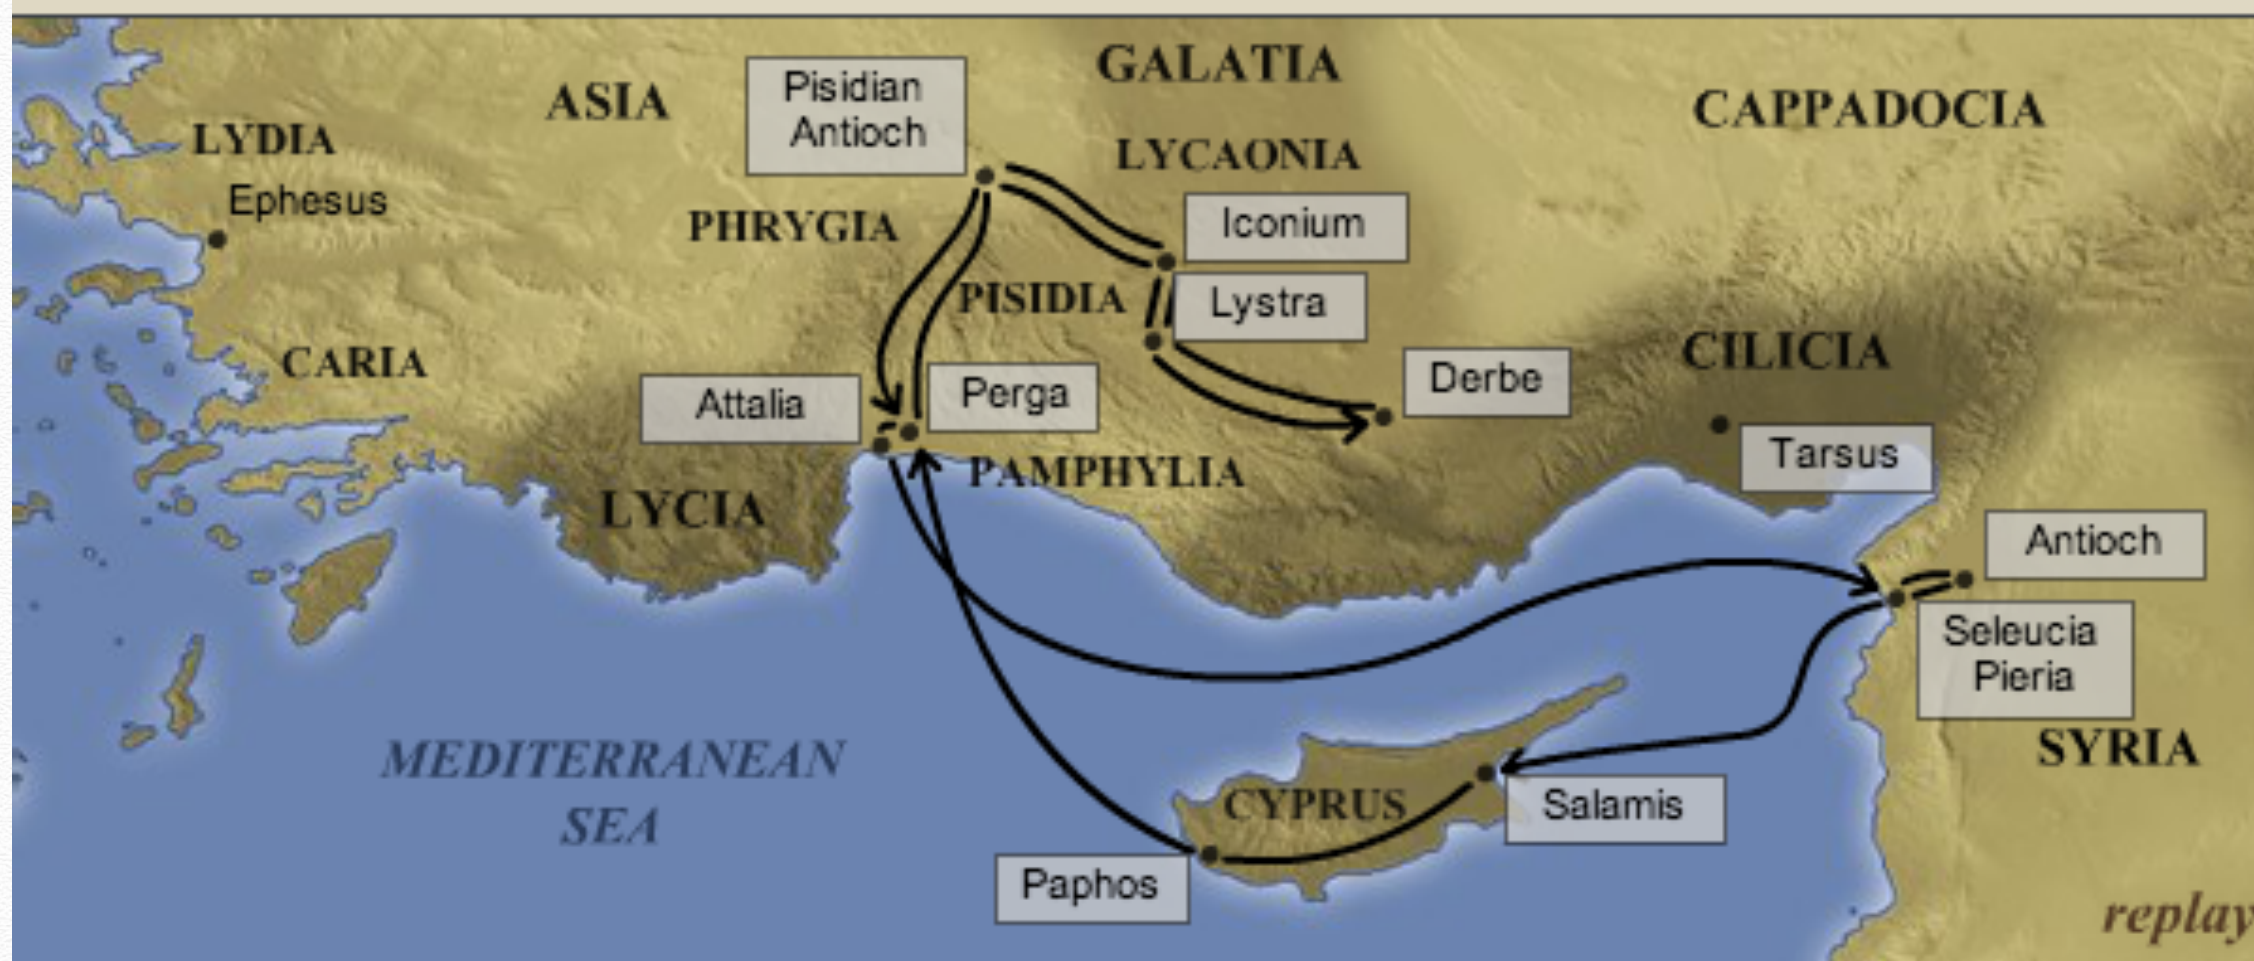 GALATIA
Pisidian
Antioch
ASIA
CAPPADOCIA
LYDIA
LYCAONIA
Ephesus
PHRYGIA
Iconium
PISIDIA
Lystra
CARIA
CILICIA
Derbe
Attalia
Perga
Tarsus
PAMPHYLIA
LYCIA
Antioch
Seleucia
Pieria
SYRIA
MEDITERRANEAN
SEA
CYPRUS
Salamis
Paphos
replay